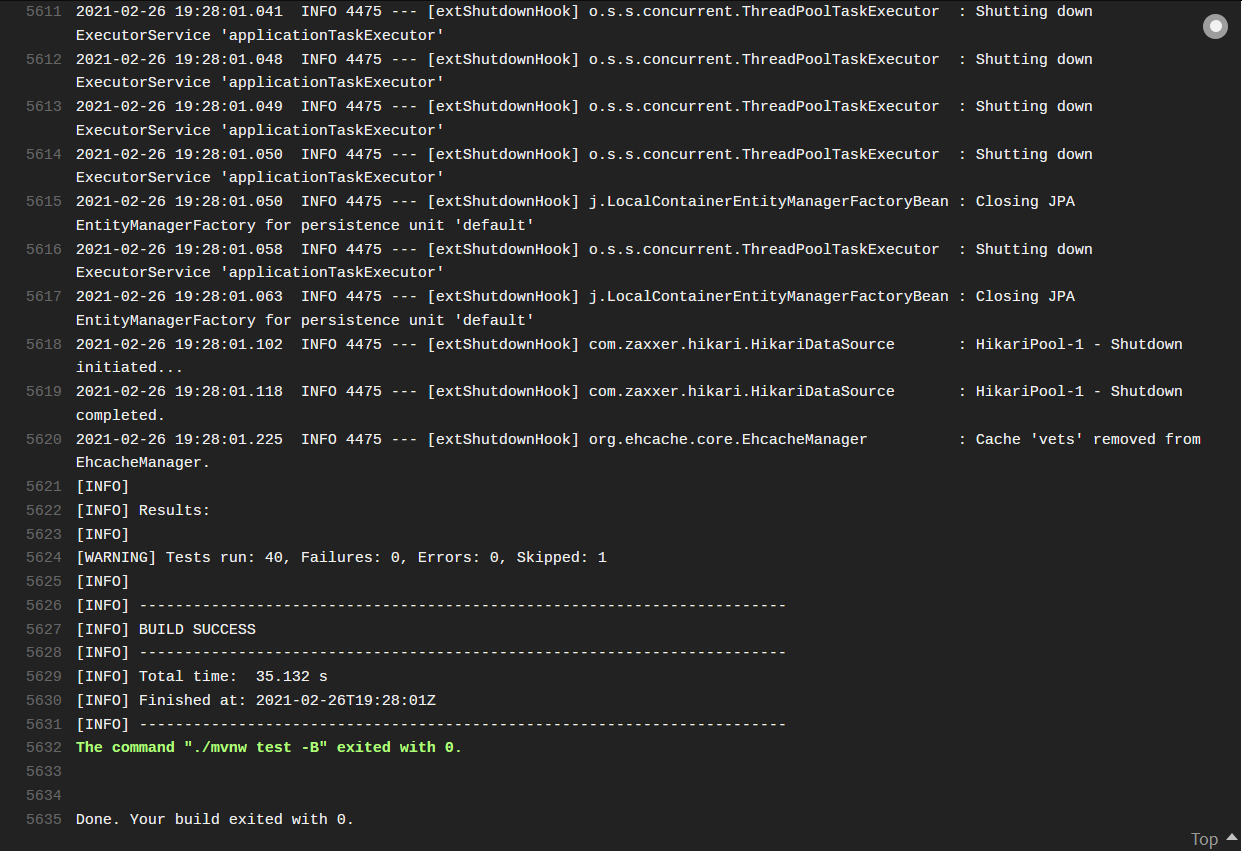 5611 2021-02-26 19:28:01.041  INFO 4475 --- [extShutdownHook] o.s.s.concurrent.ThreadPoolTaskExecutor  : Shutting down
ExecutorService 'applicationTaskExecutor'
5612 2021-02-26 19:28:01.048  INFO 4475 --- [extShutdownHook] o.s.s.concurrent.ThreadPoolTaskExecutor  : Shutting down
ExecutorService 'applicationTaskExecutor'
5613 2021-02-26 19:28:01.049  INFO 4475 --- [extShutdownHook] o.s.s.concurrent.ThreadPoolTaskExecutor  : Shutting down
ExecutorService 'applicationTaskExecutor'
5614 2021-02-26 19:28:01.050  INFO 4475 --- [extShutdownHook] o.s.s.concurrent.ThreadPoolTaskExecutor  : Shutting down
ExecutorService 'applicationTaskExecutor'
5615 2021-02-26 19:28:01.050  INFO 4475 --- [extShutdownHook] j.LocalContainerEntityManagerFactoryBean : Closing JPA
EntityManagerFactory for persistence unit 'default'
5616 2021-02-26 19:28:01.058  INFO 4475 --- [extShutdownHook] o.s.s.concurrent.ThreadPoolTaskExecutor  : Shutting down
ExecutorService 'applicationTaskExecutor'
5617 2021-02-26 19:28:01.063  INFO 4475 --- [extShutdownHook] j.LocalContainerEntityManagerFactoryBean : Closing JPA
EntityManagerFactory for persistence unit 'default'
5618 2021-02-26 19:28:01.102  INFO 4475 --- [extShutdownHook] com.zaxxer.hikari.HikariDataSource       : HikariPool-1 - Shutdown
initiated...
5619 2021-02-26 19:28:01.118  INFO 4475 --- [extShutdownHook] com.zaxxer.hikari.HikariDataSource       : HikariPool-1 - Shutdown
completed.
5620 2021-02-26 19:28:01.225  INFO 4475 --- [extShutdownHook] org.ehcache.core.EhcacheManager          : Cache 'vets' removed from
EhcacheManager.
5621 [INFO]
5622 [INFO] Results:
5623 [INFO]
5624 [WARNING] Tests run: 40, Failures: 0, Errors: 0, Skipped: 1
5625 [INFO]
5626 [INFO] ------------------------------------------------------------------------
5627 [INFO] BUILD SUCCESS
5628 [INFO] ------------------------------------------------------------------------
5629 [INFO] Total time:  35.132 s
5630 [INFO] Finished at: 2021-02-26T19:28:01Z
5631 [INFO] ------------------------------------------------------------------------
5632 The command "./mvnw test -B" exited with 0.
5633
5634
5635 Done. Your build exited with 0.
Top